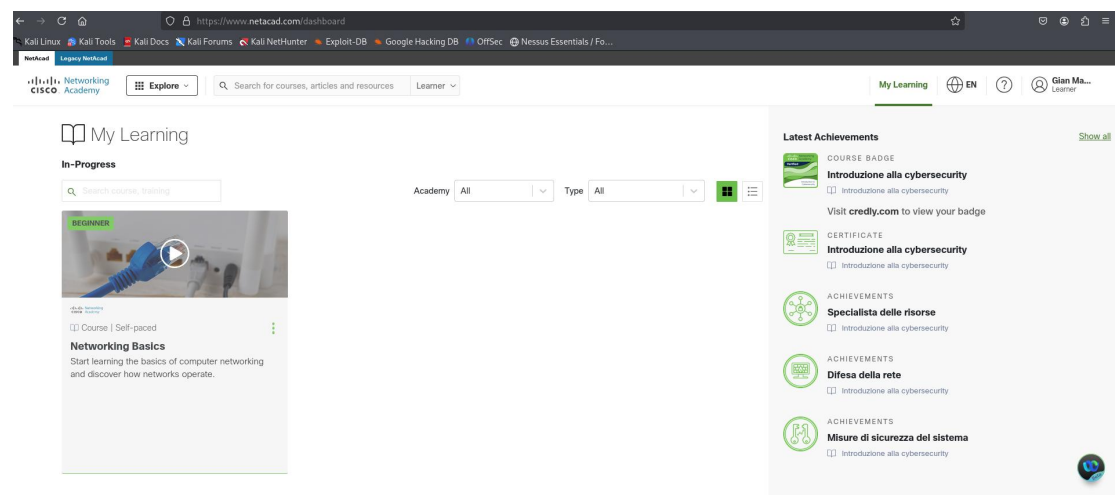 https://www.netacad.com/dashboard
Kali Linux Kali Tools Kali Docs Kali Forums Kali NetHunter Exploit-DB Google Hacking DB OffSec Nessus Essentials / Fo...
NetAcad Legacy NetAcad
CISCO Networking Academy
Explore
Search for courses, articles and resources Learner
My Learning EN ? Gian Ma...
Learner
My Learning
In-Progress
Search course, training
Academy All Type All
BEGINNER
Course | Self-paced
Networking Basics
Start learning the basics of computer networking
and discover how networks operate.
Latest Achievements Show all
COURSE BADGE
Introduzione alla cybersecurity
Introduzione alla cybersecurity
Visit credly.com to view your badge
CERTIFICATE
Introduzione alla cybersecurity
Introduzione alla cybersecurity
ACHIEVEMENTS
Specialista delle risorse
Introduzione alla cybersecurity
ACHIEVEMENTS
Difesa della rete
Introduzione alla cybersecurity
ACHIEVEMENTS
Misure di sicurezza del sistema
Introduzione alla cybersecurity